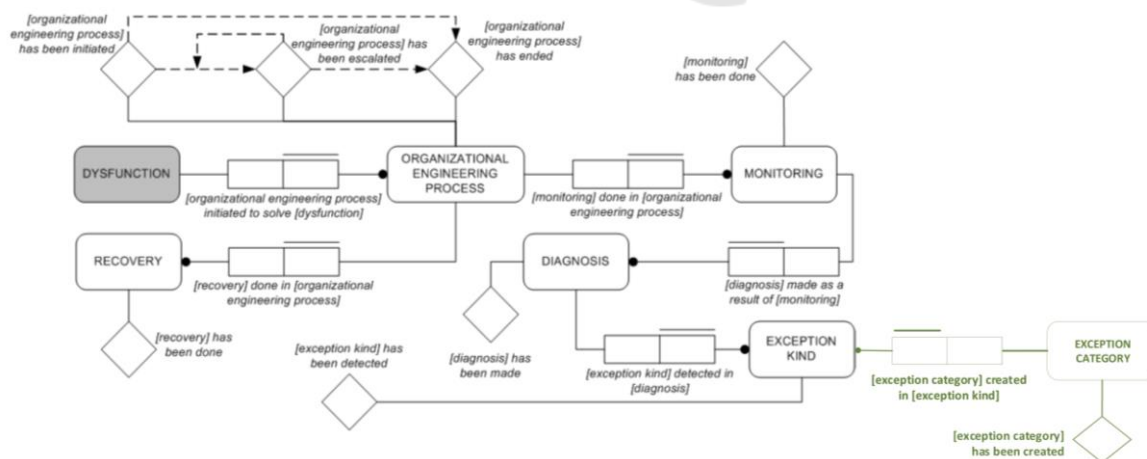 [organizational
engineering process]
has been initiated
[organizational
engineering process] has
been escalated
[organizational
engineering process]
has ended
[monitoring]
has been done
DYSFUNCTION
[organizational engineering process]
initiated to solve [dysfunction]
ORGANIZATIONAL
ENGINEERING
PROCESS
[monitoring] done in [organizational
engineering process]
MONITORING
RECOVERY
[recovery] done in [organizational
engineering process]
DIAGNOSIS
[diagnosis] made as a
result of [monitoring]
[recovery] has
been done
[exception kind] has
been detected
[diagnosis] has
been made
[exception kind] detected in
[diagnosis]
EXCEPTION
KIND
[exception category] created
in [exception kind]
EXCEPTION
CATEGORY
[exception category]
has been created